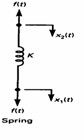 f(t)
x₂(t)
K
x₁(t)
f(t)
Spring